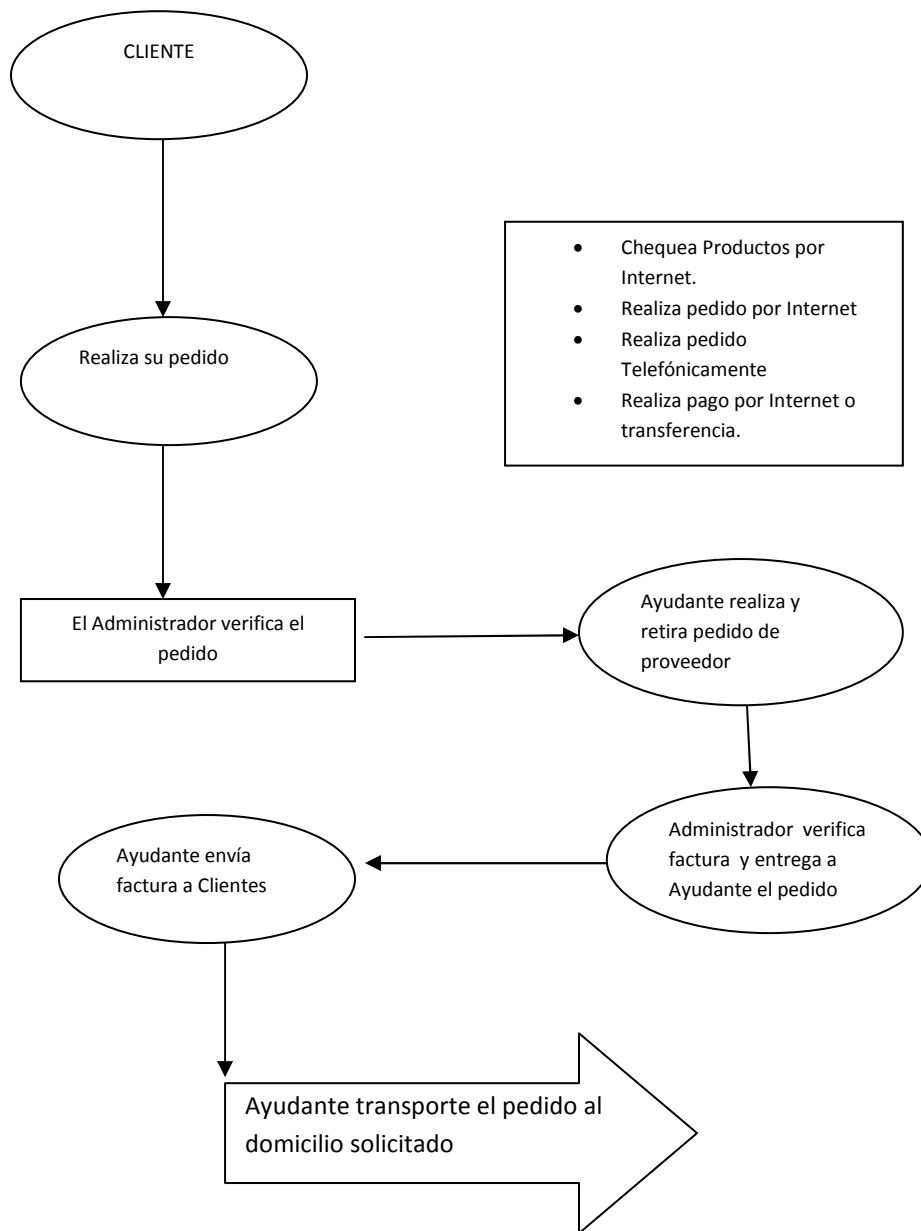 CLIENTE
• Chequea Productos por
Internet.
• Realiza pedido por Internet
• Realiza pedido
Telefónicamente
• Realiza pago por Internet o
transferencia.
Realiza su pedido
El Administrador verifica el
pedido
Ayudante realiza y
retira pedido de
proveedor
Administrador verifica
factura y entrega a
Ayudante el pedido
Ayudante envía
factura a Clientes
Ayudante transporte el pedido al
domicilio solicitado